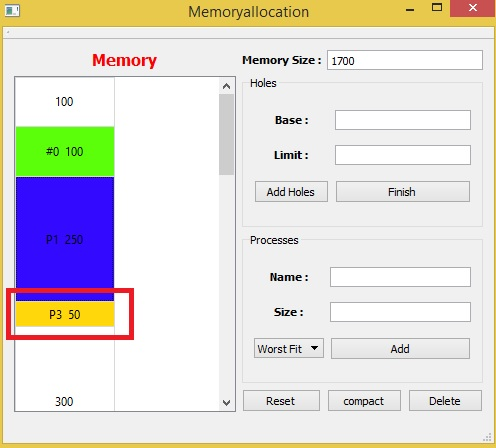 Memoryallocation
Memory
100
#0 100
P1 250
P3 50
300
Memory Size :
1700
Holes
Base :
Limit :
Add Holes
Finish
Processes
Name :
Size :
Worst Fit
Add
Reset
compact
Delete